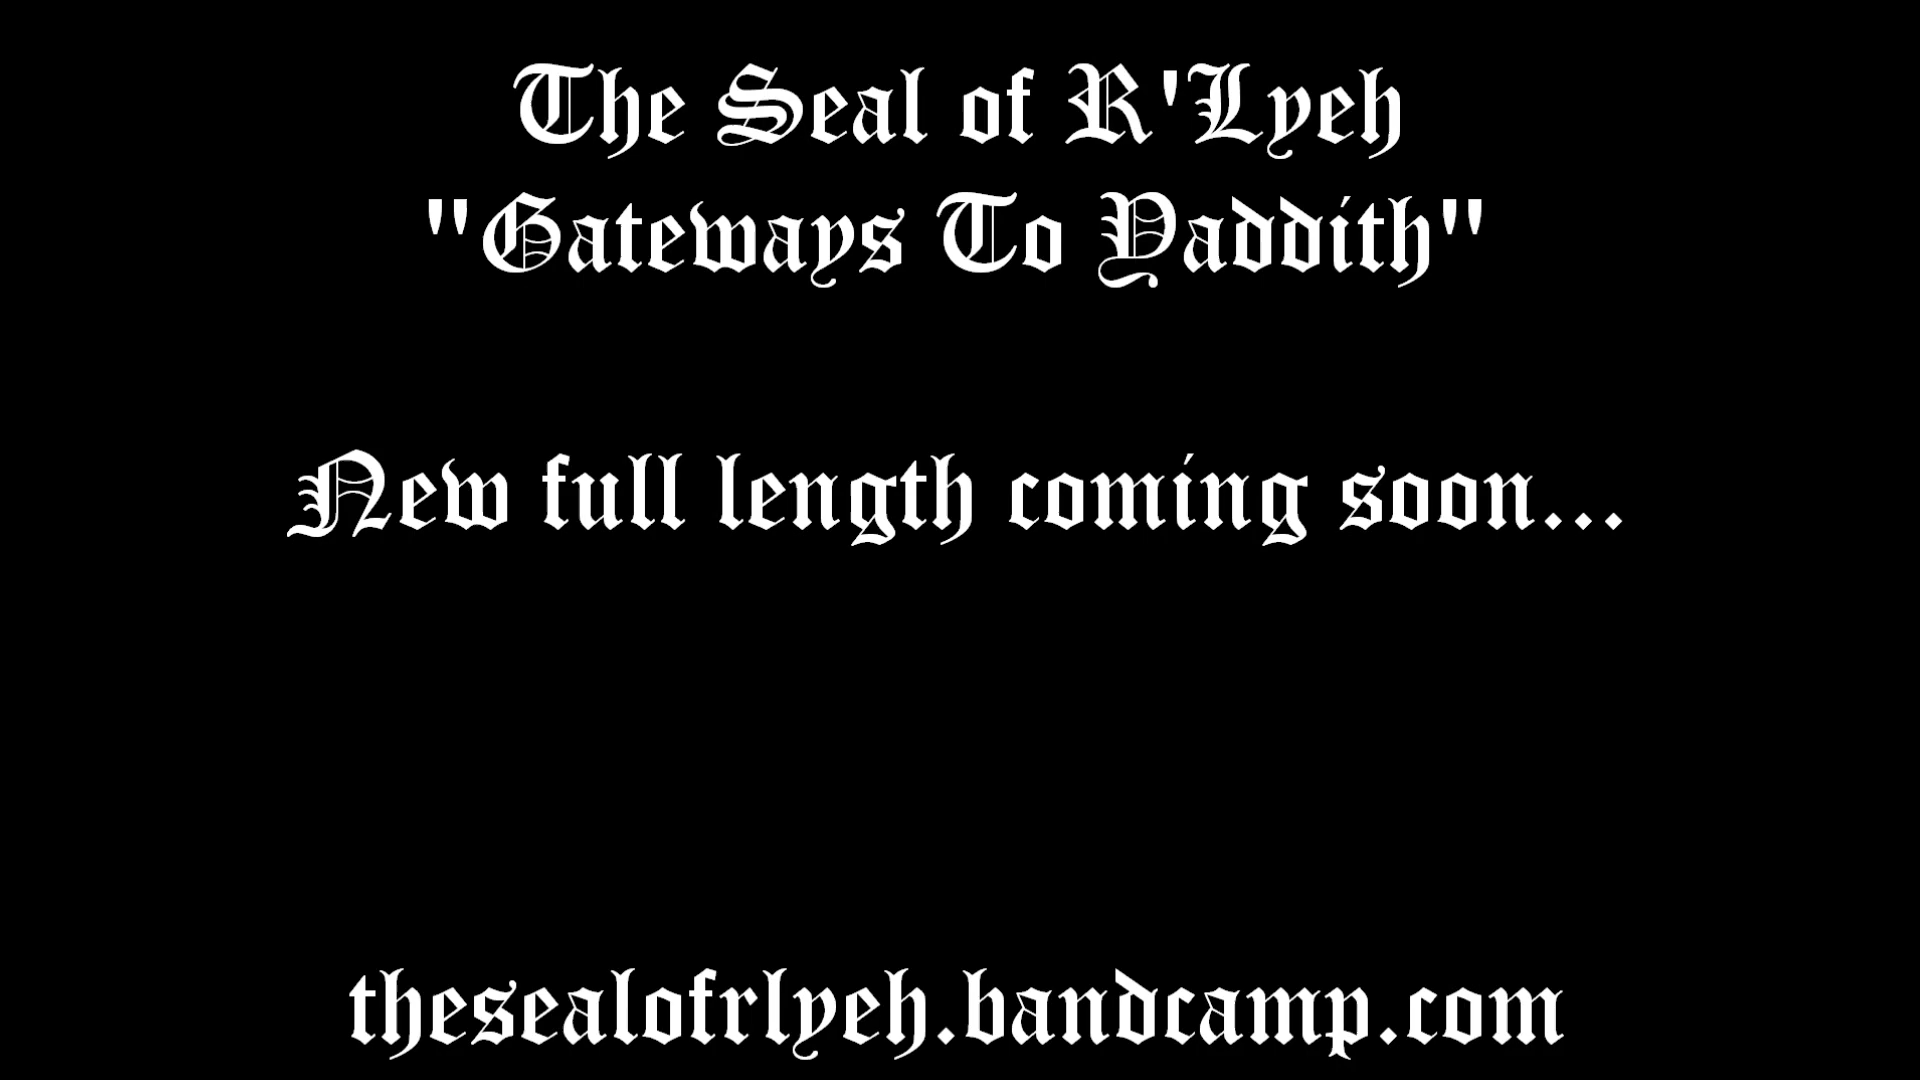 The Seal of R'Lyeh
"Gateways To Yaddith"
New full length coming soon...
thesealofrlyeh.bandcamp.com